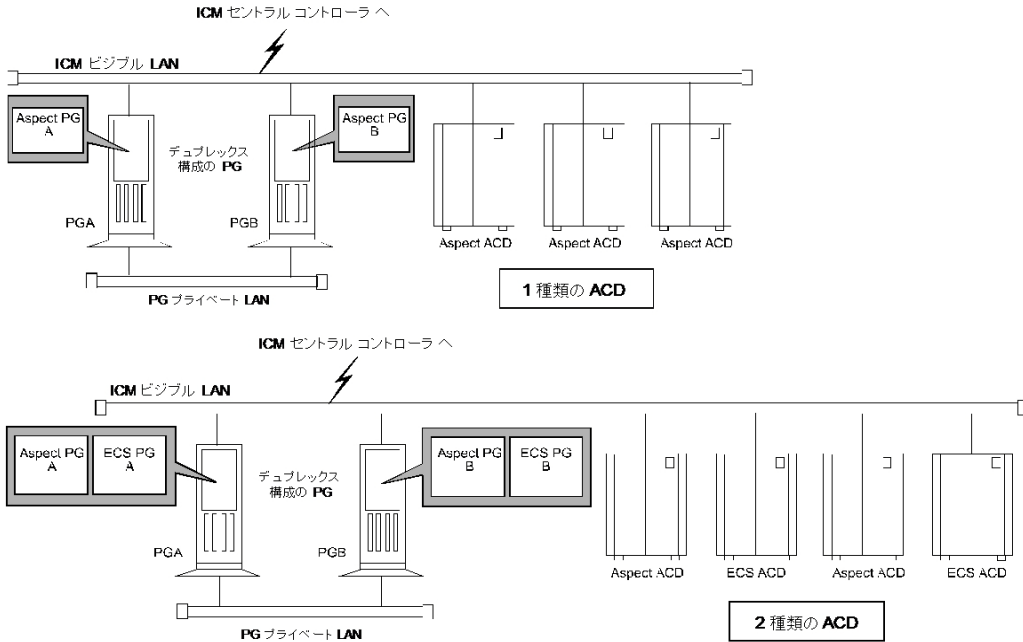 ICM セントラル コントローラ へ
ICM ビジブル LAN
Aspect PG
A
Aspect PG
B
デュプレックス
構成の PG
PGA
PGB
Aspect ACD
Aspect ACD
Aspect ACD
PG プライベート LAN
1 種類の ACD
ICM セントラル コントローラ へ
ICM ビジブル LAN
Aspect PG
A
ECS PG
A
Aspect PG
B
ECS PG
B
デュプレックス
構成の PG
PGA
PGB
Aspect ACD
ECS ACD
Aspect ACD
ECS ACD
PG プライベート LAN
2 種類の ACD